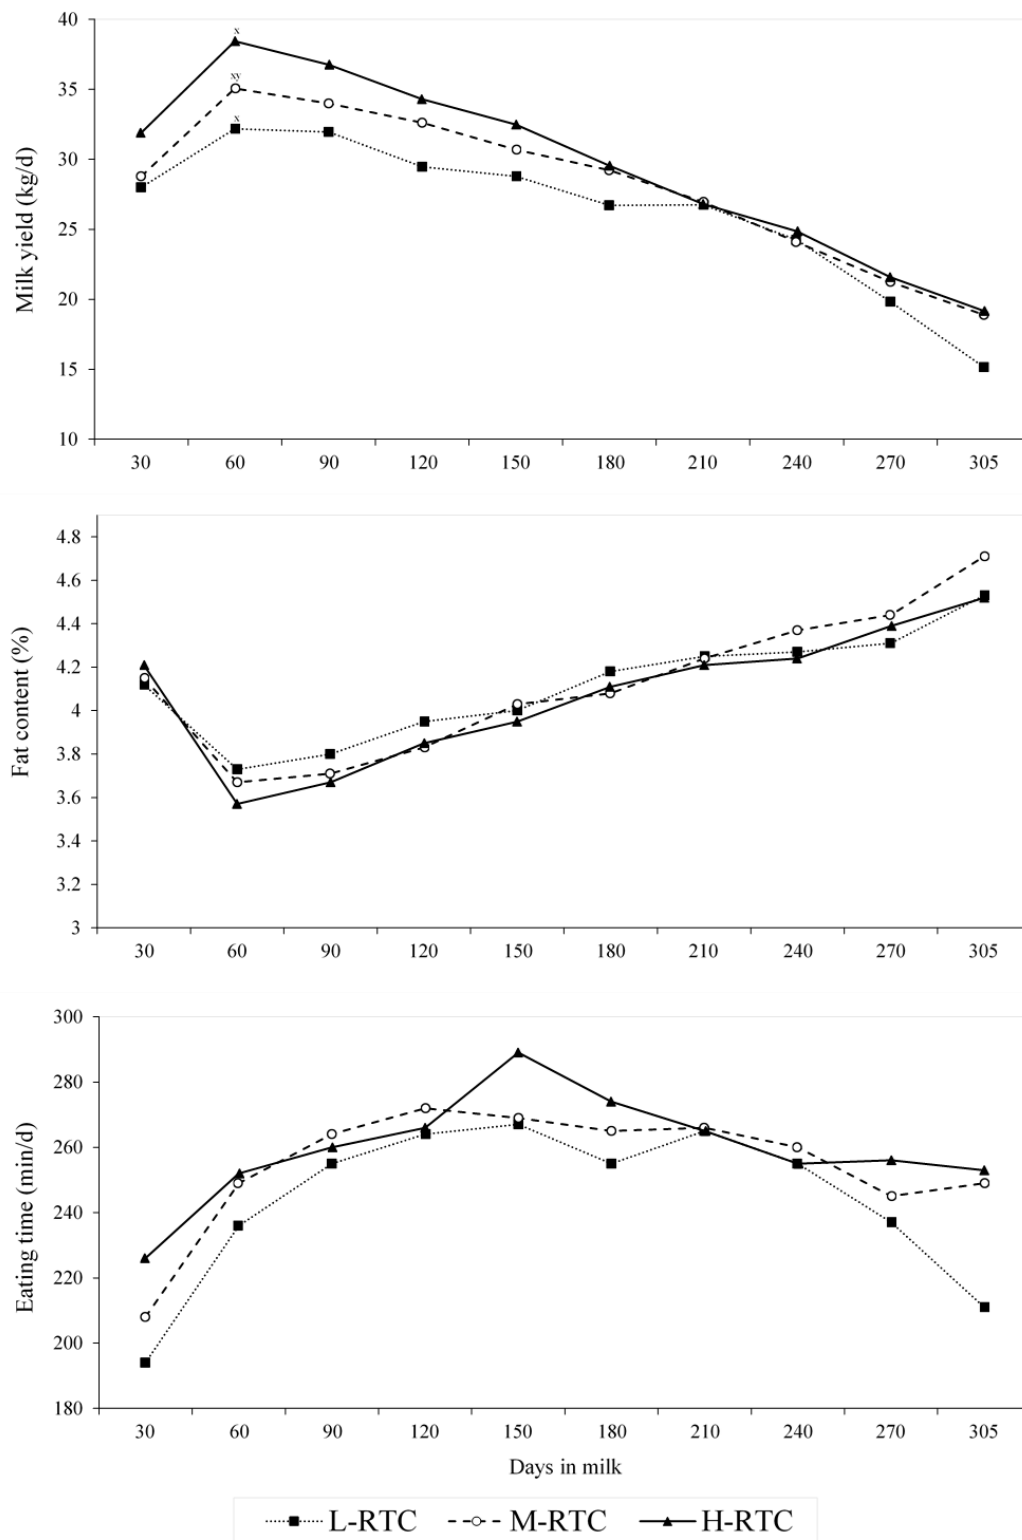 40
35
30
25
20
15
10
Milk yield (kg/d)
x
xy
x
30 60 90 120 150 180 210 240 270 305
4.8
4.6
4.4
4.2
4
3.8
3.6
3.4
3.2
3
Fat content (%)
30 60 90 120 150 180 210 240 270 305
300
280
260
240
220
200
180
Eating time (min/d)
30 60 90 120 150 180 210 240 270 305
Days in milk
L-RTC M-RTC H-RTC